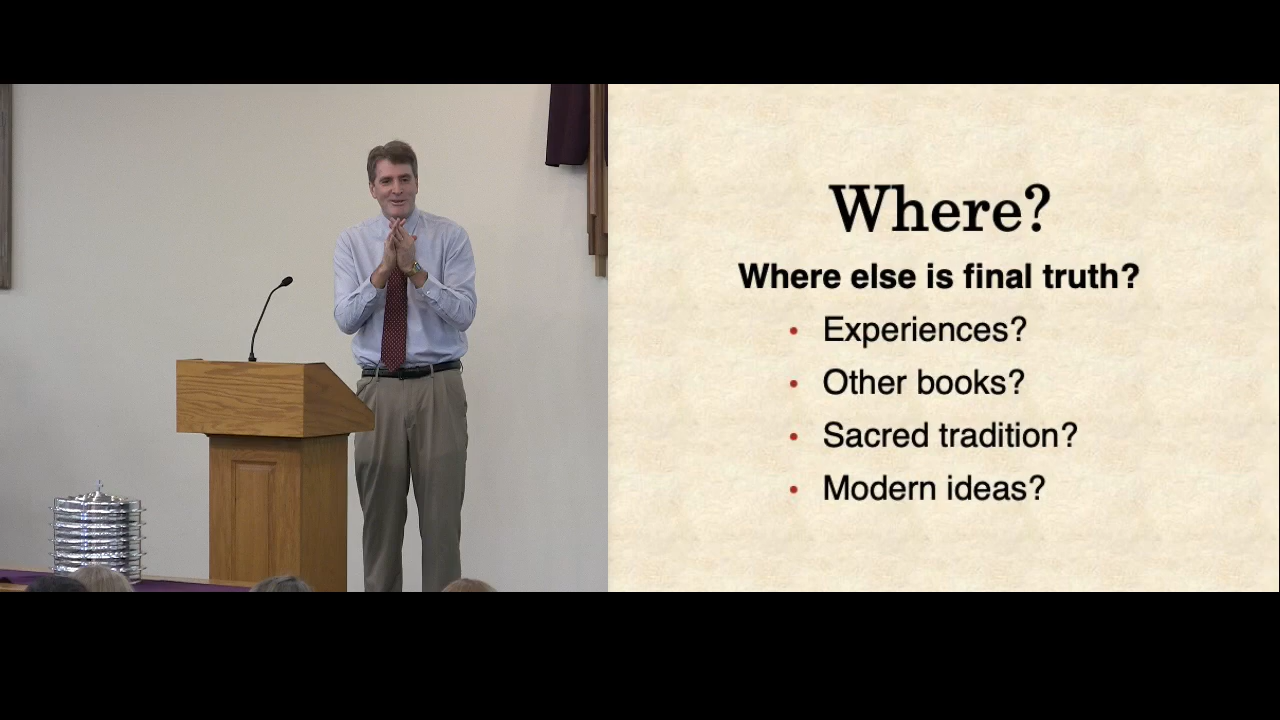 Where?
Where else is final truth?
• Experiences?
• Other books?
• Sacred tradition?
• Modern ideas?